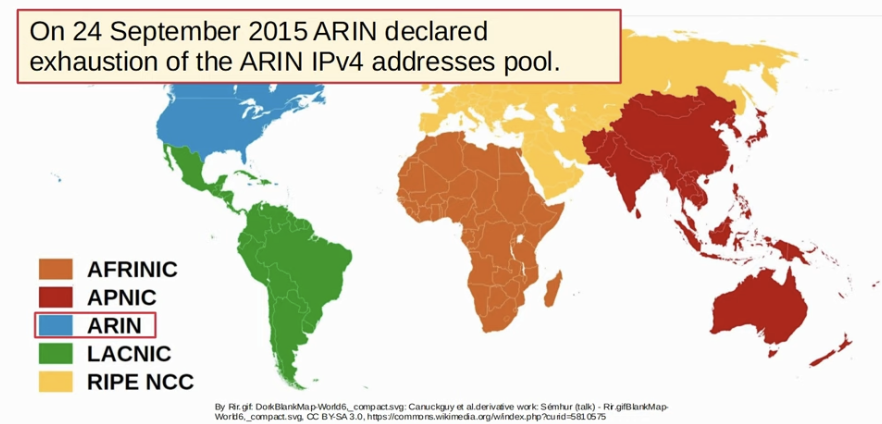 On 24 September 2015 ARIN declared
exhaustion of the ARIN IPv4 addresses pool.
AFRINIC
APNIC
ARIN
LACNIC
RIPE NCC
By Rir.gif: DorkBlankMap-World6,_compact.svg: Canuckguy et al.derivative work: Sémhur (talk) - Rir.gifBlankMap-
World6,_compact.svg, CC BY-SA 3.0, https://commons.wikimedia.org/w/index.php?curid=5810575